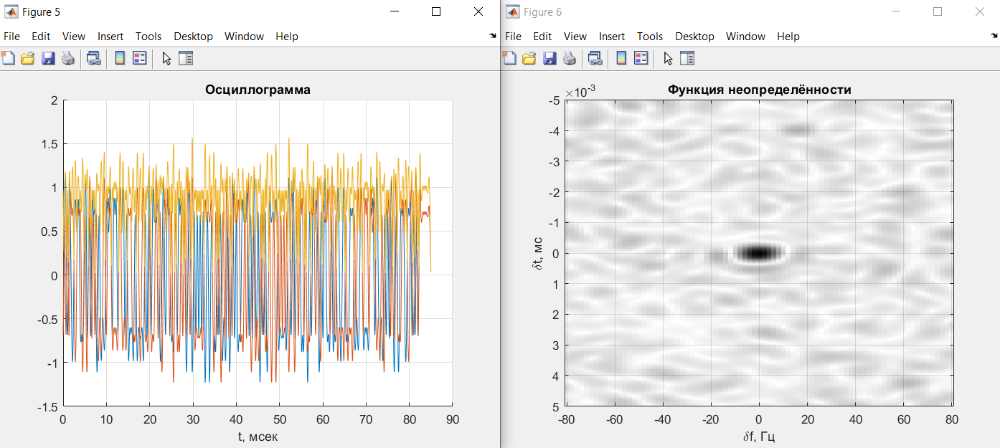 Figure 5
File Edit View Insert Tools Desktop Window Help
Осциллограмма
2
1.5
1
0.5
0
-0.5
-1
-1.5
0 10 20 30 40 50 60 70 80 90
t, мсек
Figure 6
File Edit View Insert Tools Desktop Window Help
×10⁻³
Функция неопределённости
-5
-4
-3
-2
-1
0
1
2
3
4
5
δt, мс
-80 -60 -40 -20 0 20 40 60 80
δf, Гц